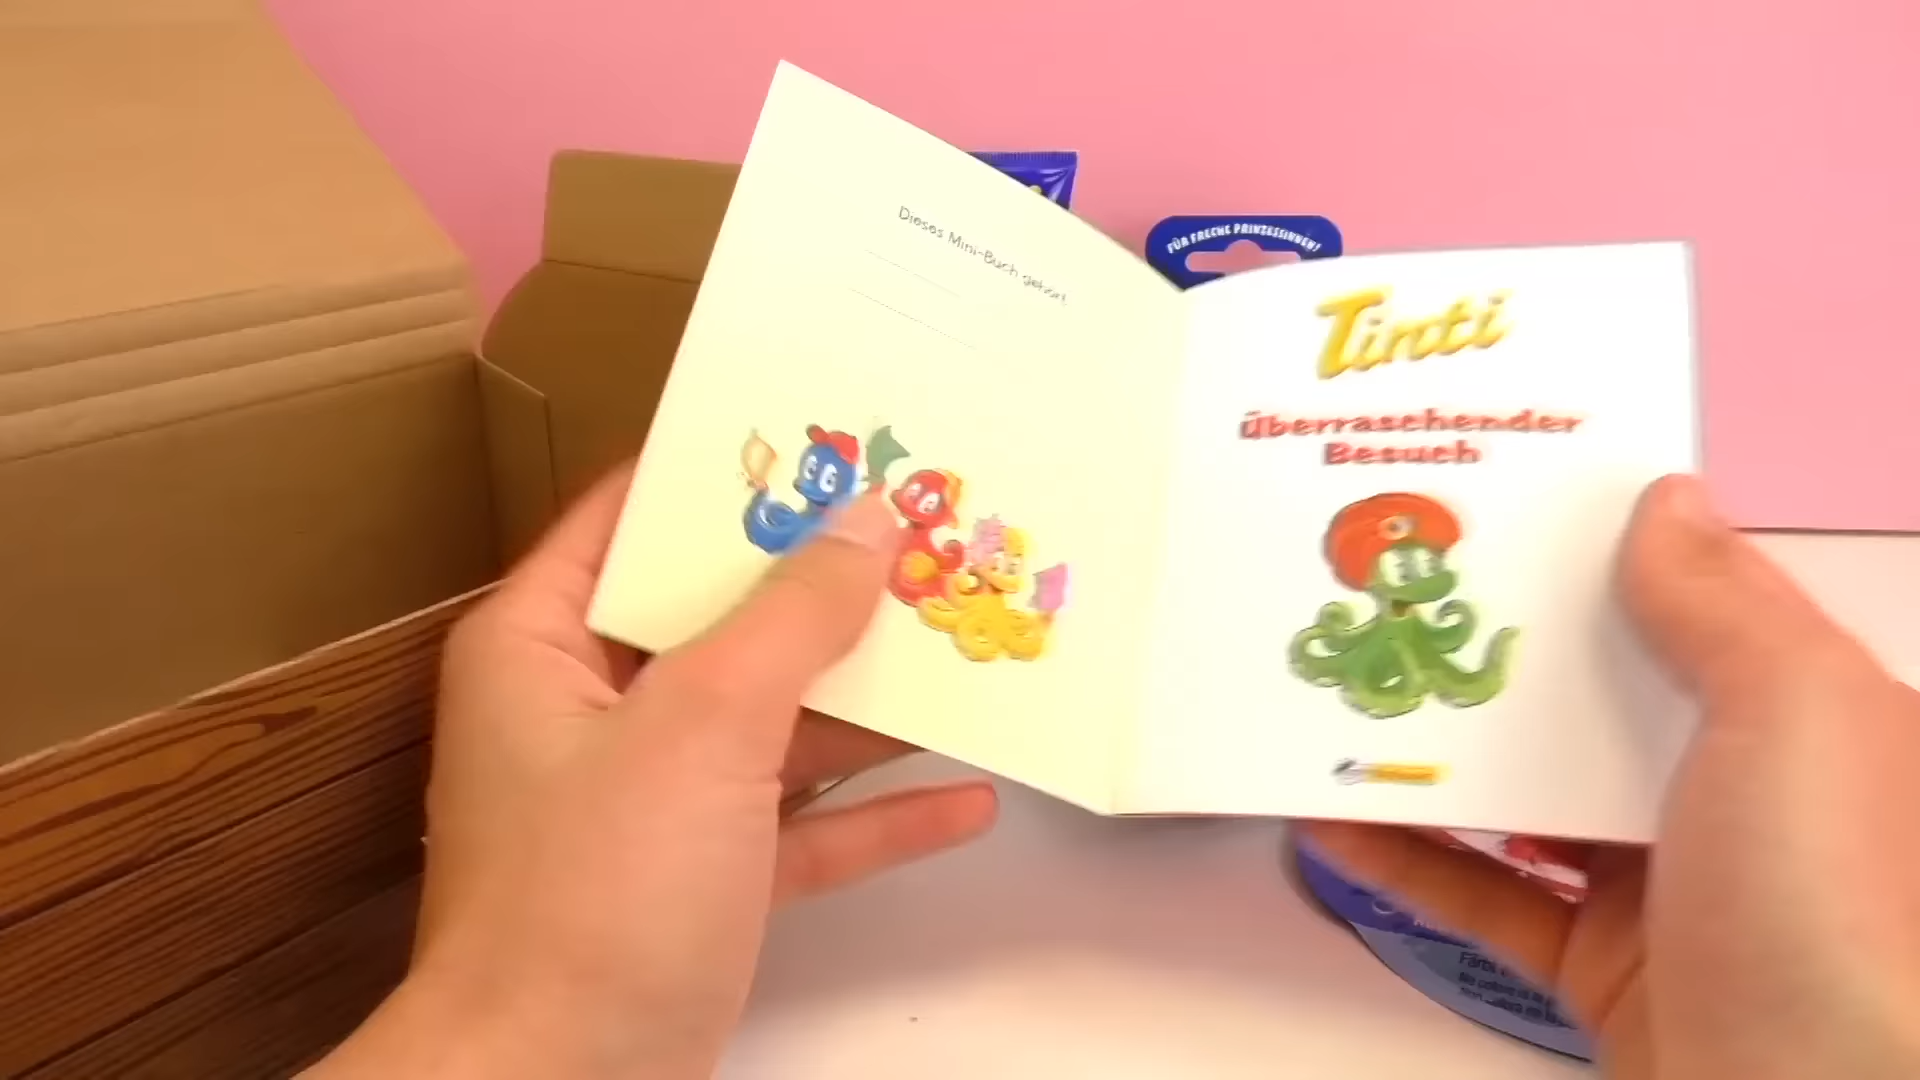 FÜR FRECHE PRINZESSINNEN!
Dieses Mini-Buch gehört
Tinti
Überraschender
Besuch